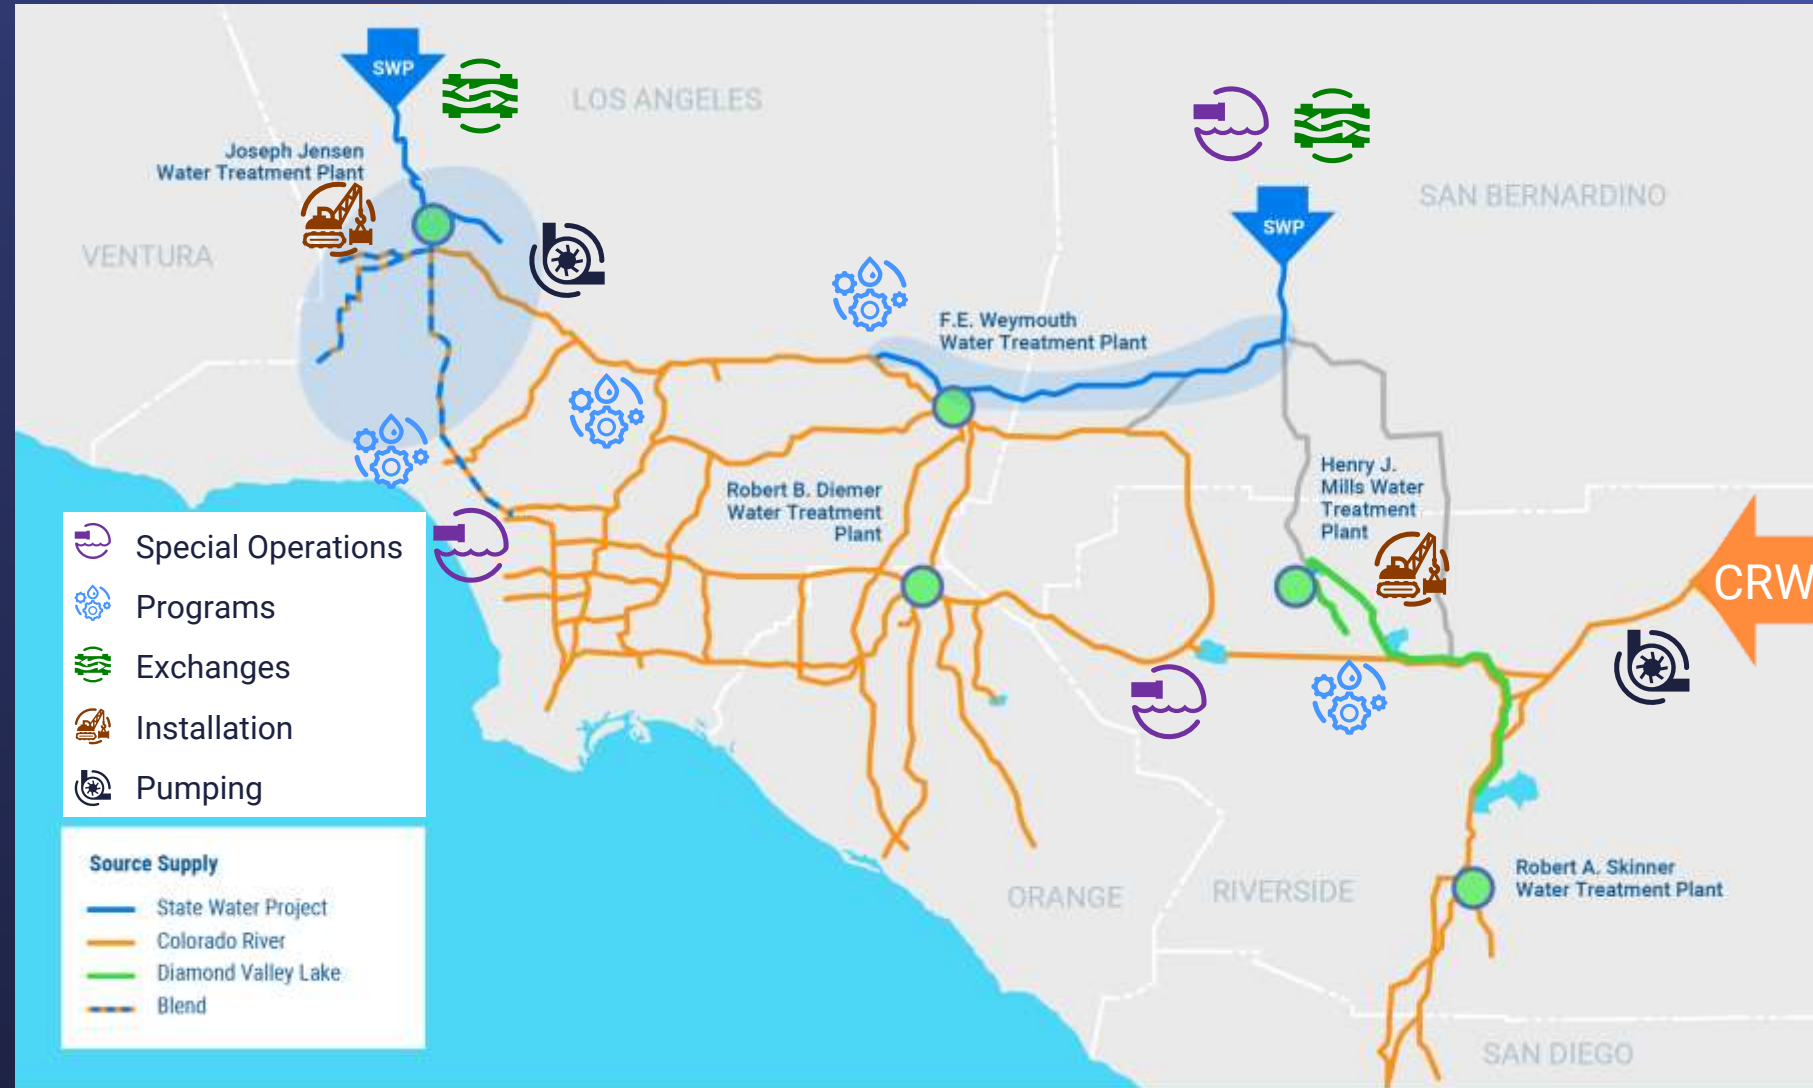 SWP
LOS ANGELES
Joseph Jensen
Water Treatment Plant
SAN BERNARDINO
SWP
VENTURA
F.E. Weymouth
Water Treatment Plant
Henry J.
Mills Water
Treatment
Plant
Robert B. Diemer
Water Treatment
Plant
CRW
Special Operations
Programs
Exchanges
Installation
Pumping
Source Supply
State Water Project
Colorado River
Diamond Valley Lake
Blend
ORANGE
RIVERSIDE
Robert A. Skinner
Water Treatment Plant
SAN DIEGO